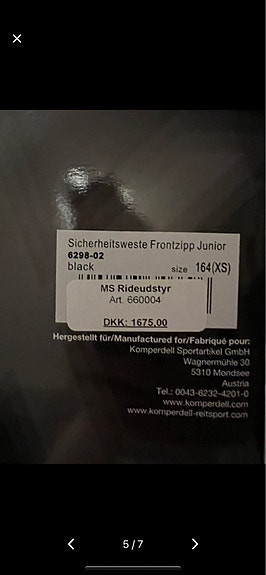 Sicherheitsweste Frontzipp Junior
6298-02
black size 164(XS)
MS Rideudstyr
Art. 660004
DKK: 1675,00
Hergestellt für/Manufactured for/Fabriqué pour:
Komperdell Sportartikel GmbH
Wagnermühle 30
5310 Mondsee
Austria
Tel.: 0043-6232-4201-0
www.komperdell.com
www.komperdell-reitsport.com
5/7